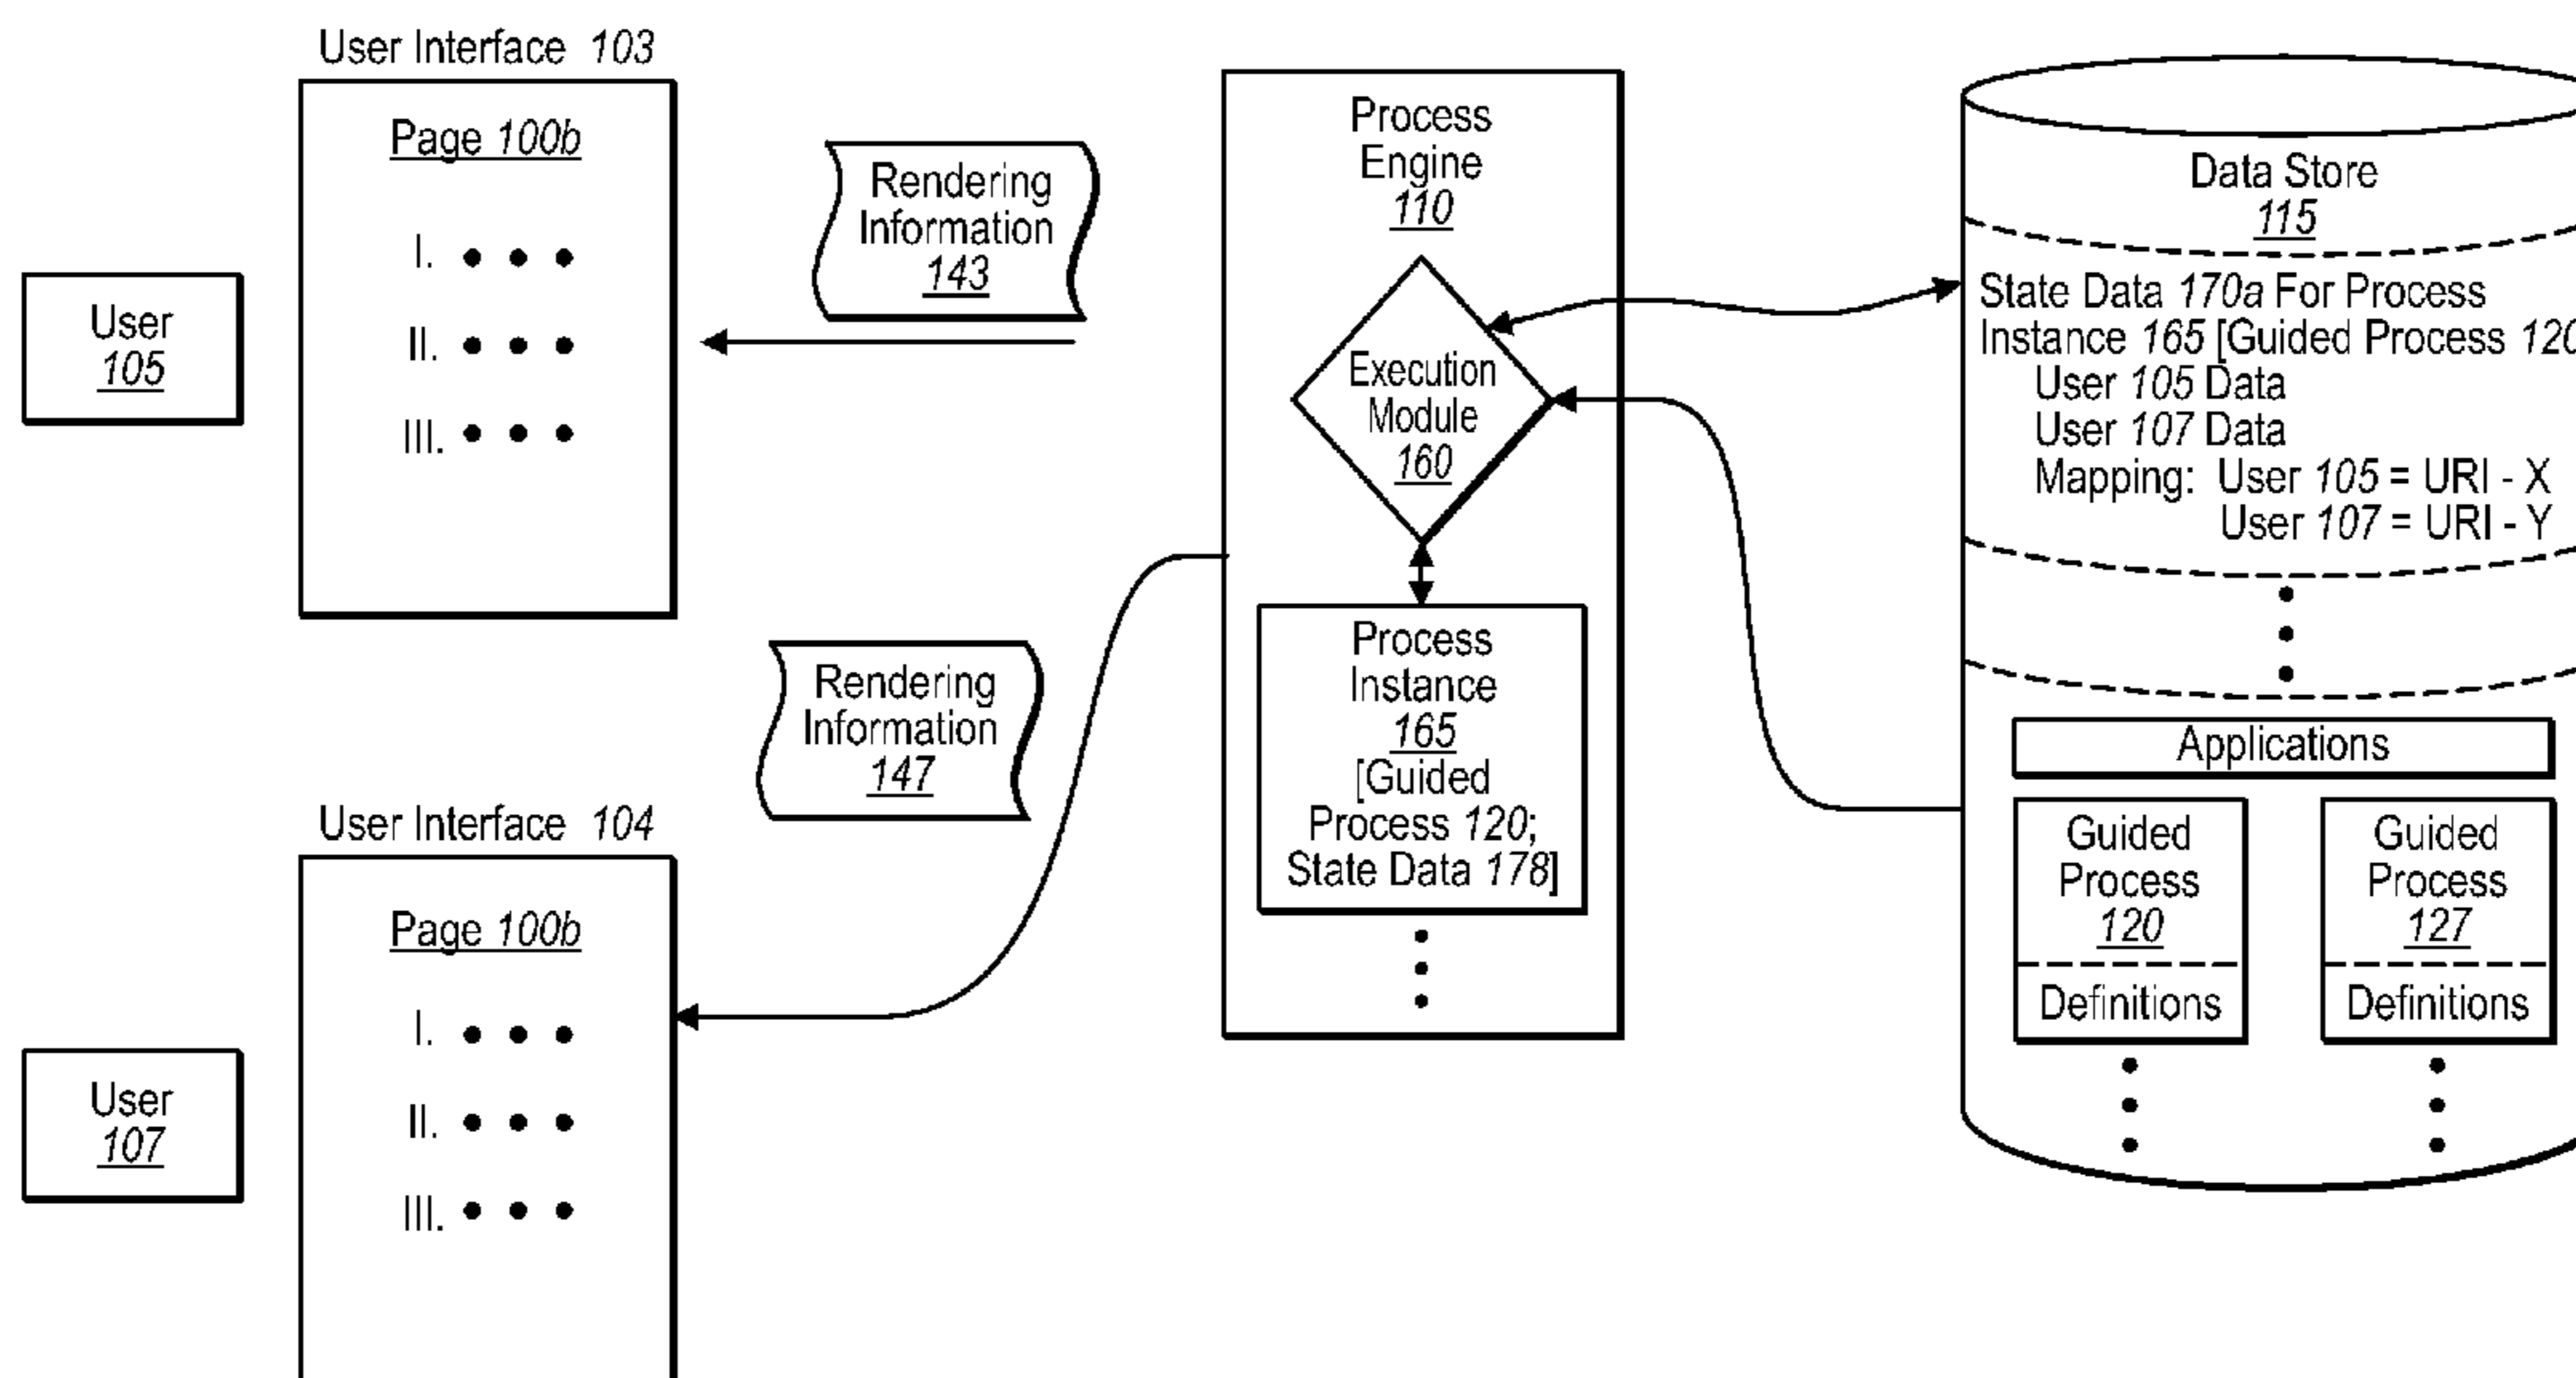 User Interface 103
Page 100b
I. • • •
II. • • •
III. • • •
User
105
Rendering
Information
143
User Interface 104
Page 100b
I. • • •
II. • • •
III. • • •
User
107
Rendering
Information
147
Process
Engine
110
Execution
Module
160
Process
Instance
165
[Guided
Process 120;
State Data 178]
Data Store
115
State Data 170a For Process
Instance 165 [Guided Process 120
User 105 Data
User 107 Data
Mapping: User 105 = URI - X
User 107 = URI - Y
Applications
Guided
Process
120
Definitions
Guided
Process
127
Definitions